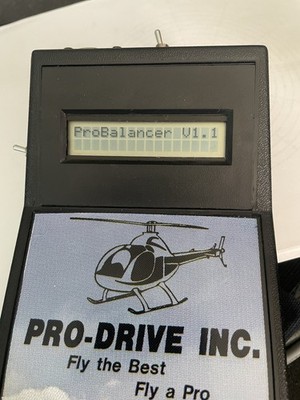 ProBalancer V1.1
PRO-DRIVE INC.
Fly the Best
Fly a Pro